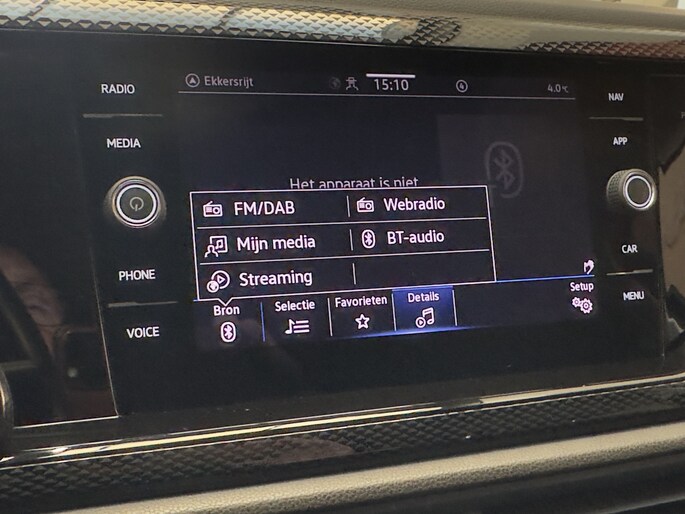 RADIO
MEDIA
PHONE
VOICE
Ekkersrijt
15:10
4.0°C
Het apparaat is niet
FM/DAB
Webradio
Mijn media
BT-audio
Streaming
Bron
Selectie
Favorieten
Details
Setup
NAV
APP
CAR
MENU